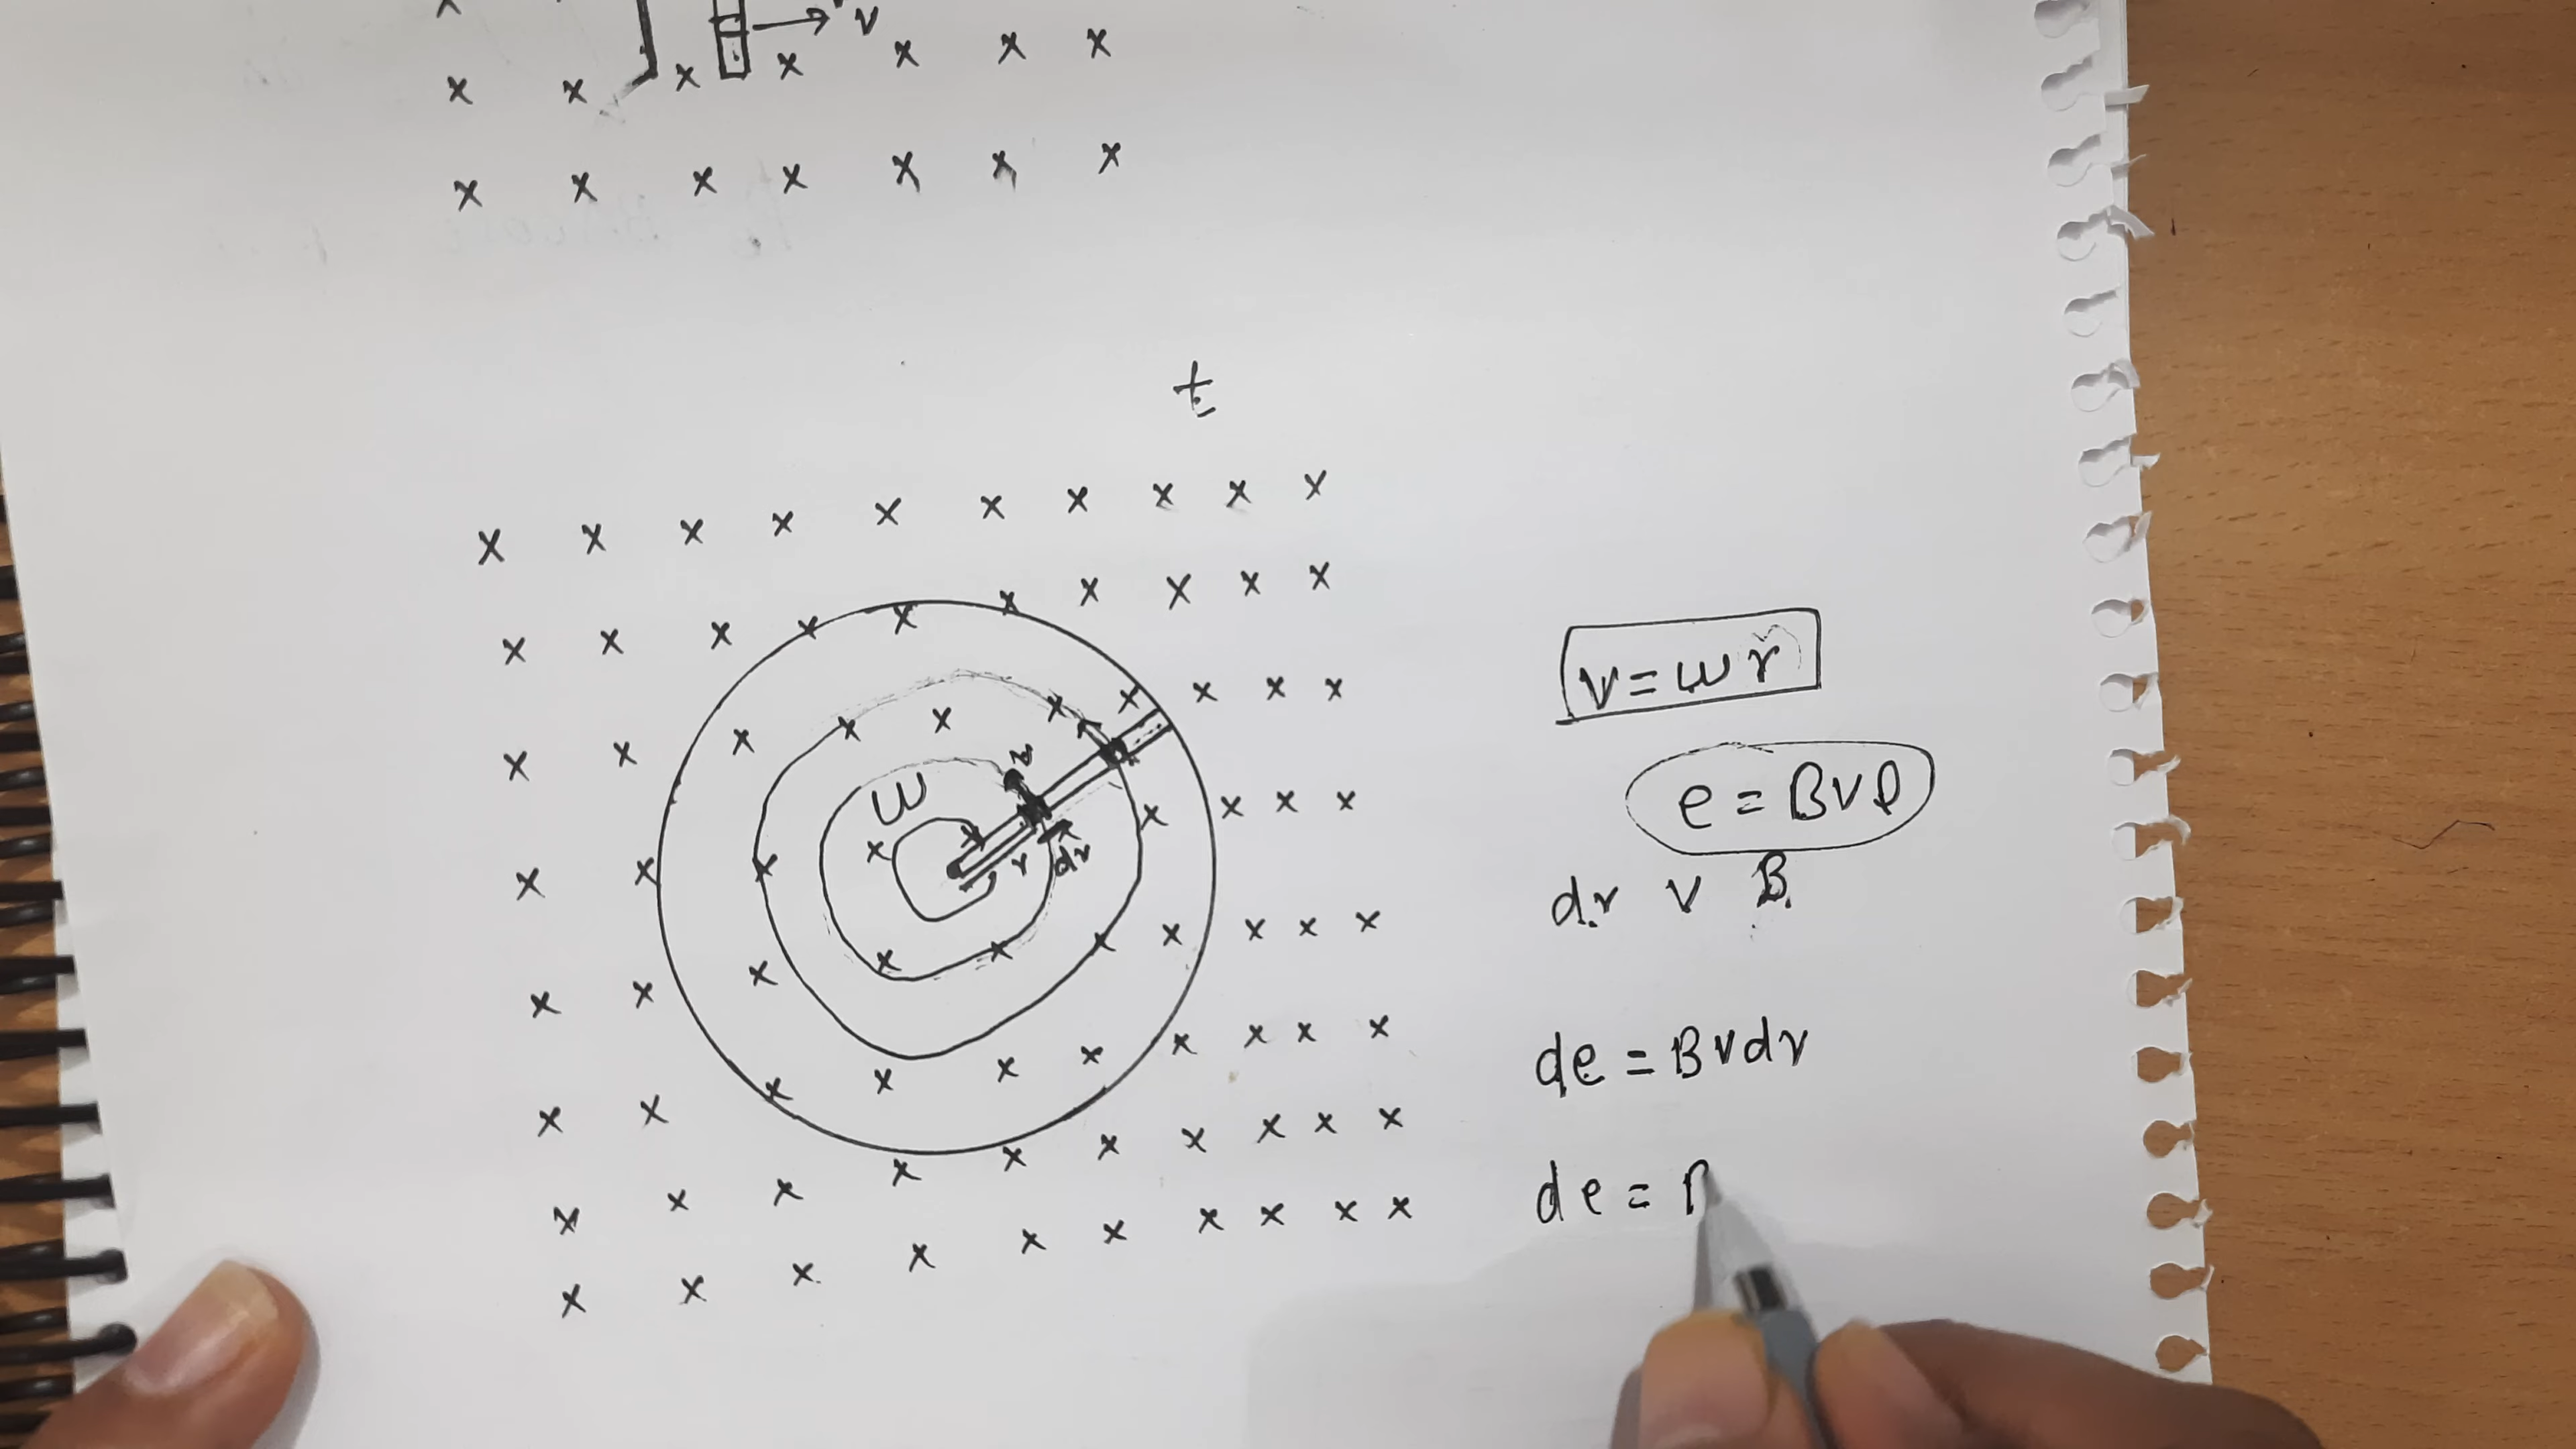 v
t
v = ωr
ω
v
e = Bvl
r
dr
dr v B
de = Bvdr
de = B